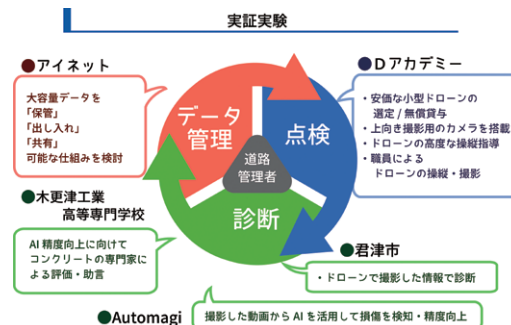 実証実験
●アイネット
大容量データを
「保管」
「出し入れ」
「共有」
可能な仕組みを検討
●Dアカデミー
・安価な小型ドローンの
選定 / 無償貸与
・上向き撮影用のカメラを搭載
・ドローンの高度な操縦指導
・職員による
ドローンの操縦・撮影
データ
管理
点検
道路
管理者
診断
●木更津工業
高等専門学校
AI 精度向上に向けて
コンクリートの専門家に
よる評価・助言
●君津市
・ドローンで撮影した情報で診断
●Automagi
撮影した動画から AI を活用して損傷を検知・精度向上